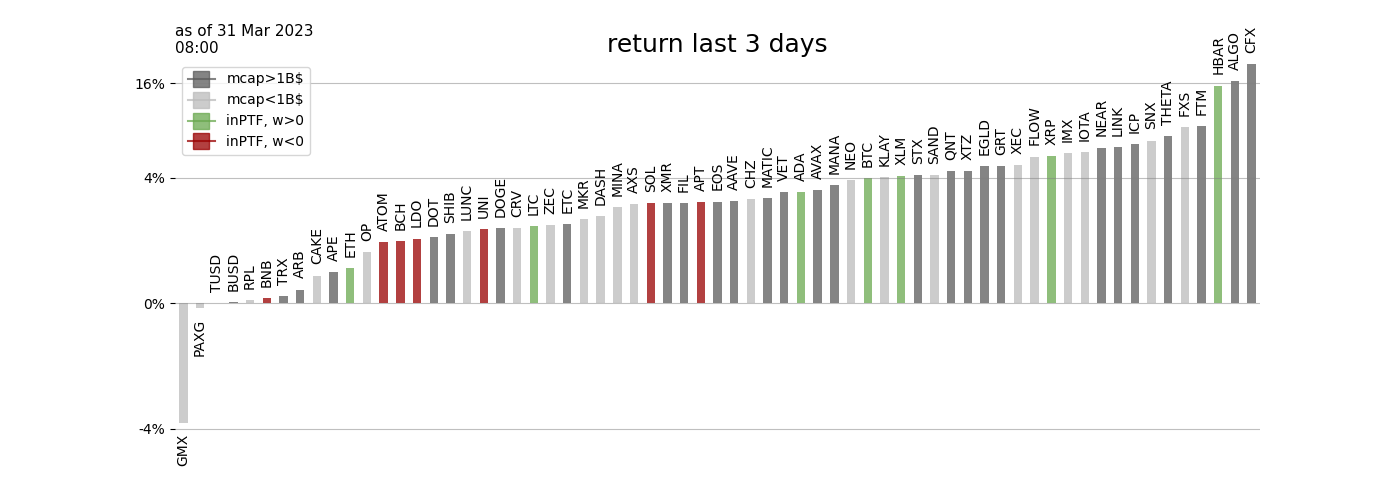 as of 31 Mar 2023
08:00
return last 3 days
mcap>1B$
mcap<1B$
inPTF, w>0
inPTF, w<0
16%
4%
0%
-4%
GMX
PAXG
TUSD
BUSD
RPL
BNB
TRX
ARB
CAKE
APE
ETH
OP
ATOM
BCH
LDO
DOT
SHIB
LUNC
UNI
DOGE
CRV
LTC
ZEC
ETC
MKR
DASH
MINA
AXS
SOL
XMR
FIL
APT
EOS
AAVE
CHZ
MATIC
VET
ADA
AVAX
MANA
NEO
BTC
KLAY
XLM
STX
SAND
QNT
XTZ
EGLD
GRT
XEC
FLOW
XRP
IMX
IOTA
NEAR
LINK
ICP
SNX
THETA
FXS
FTM
HBAR
ALGO
CFX